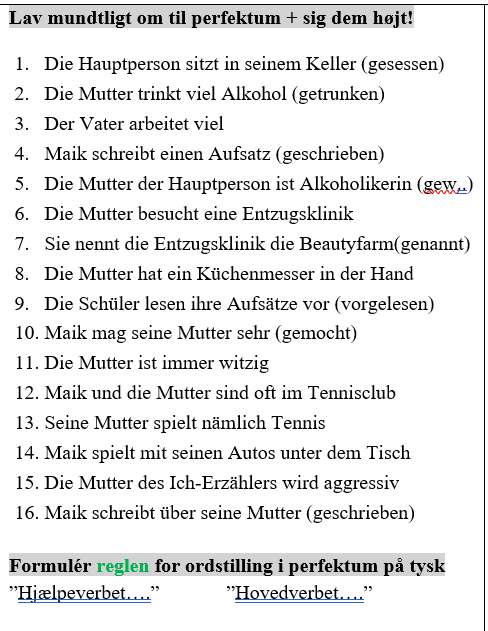 Lav mundtligt om til perfektum + sig dem højt!
1. Die Hauptperson sitzt in seinem Keller (gesessen)
2. Die Mutter trinkt viel Alkohol (getrunken)
3. Der Vater arbeitet viel
4. Maik schreibt einen Aufsatz (geschrieben)
5. Die Mutter der Hauptperson ist Alkoholikerin (gew..)
6. Die Mutter besucht eine Entzugsklinik
7. Sie nennt die Entzugsklinik die Beautyfarm(genannt)
8. Die Mutter hat ein Küchenmesser in der Hand
9. Die Schüler lesen ihre Aufsätze vor (vorgelesen)
10. Maik mag seine Mutter sehr (gemocht)
11. Die Mutter ist immer witzig
12. Maik und die Mutter sind oft im Tennisclub
13. Seine Mutter spielt nämlich Tennis
14. Maik spielt mit seinen Autos unter dem Tisch
15. Die Mutter des Ich-Erzählers wird aggressiv
16. Maik schreibt über seine Mutter (geschrieben)
Formulér reglen for ordstilling i perfektum på tysk
”Hjælpeverbet….” ”Hovedverbet….”